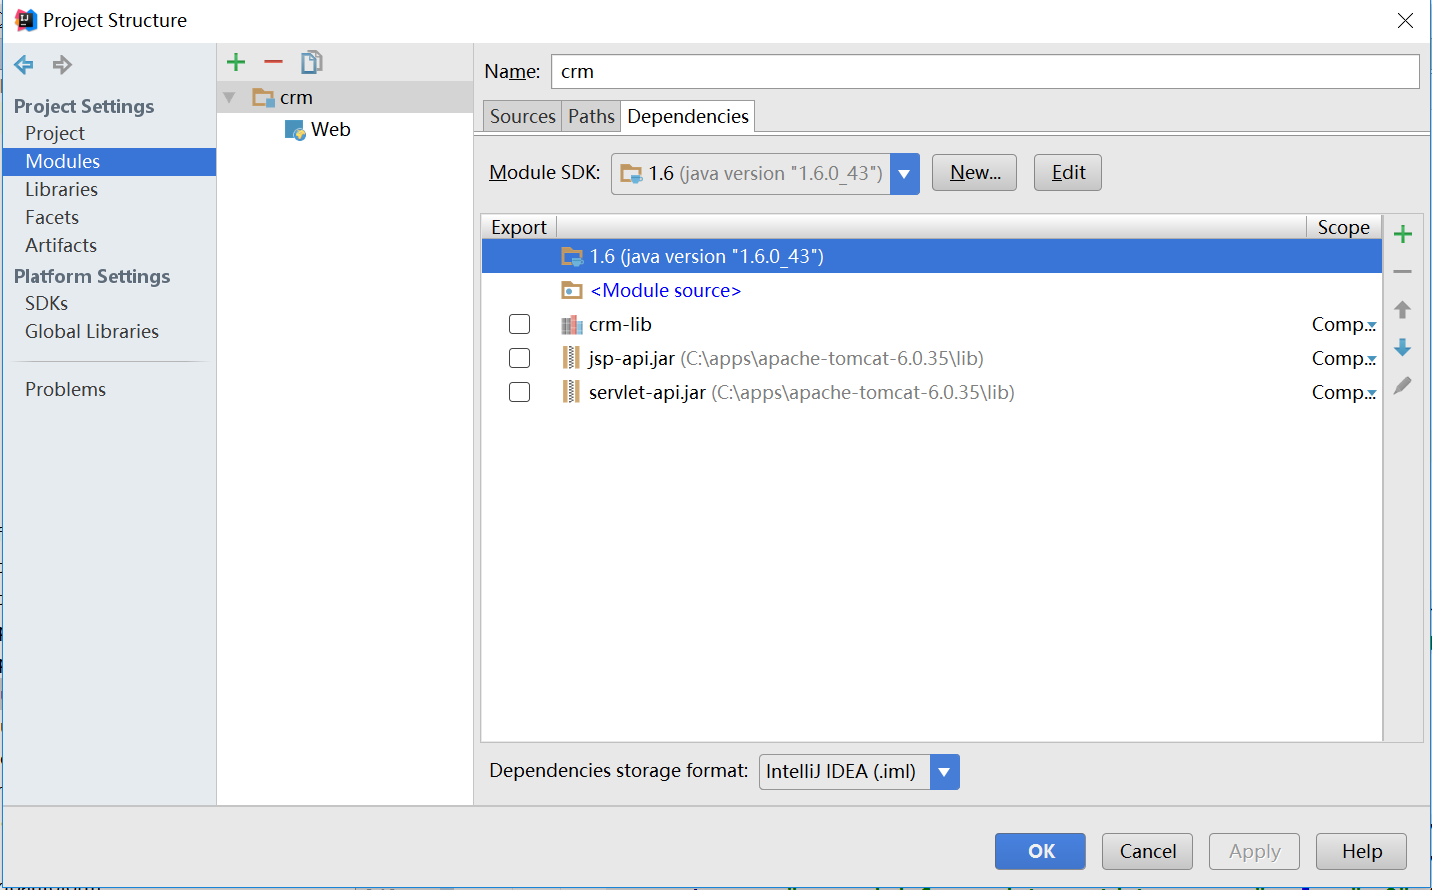 Project Structure
Project Settings
Project
Modules
Libraries
Facets
Artifacts
Platform Settings
SDKs
Global Libraries
Problems
crm
Web
Name: crm
Sources Paths Dependencies
Module SDK: 1.6 (java version "1.6.0_43") New... Edit
Export Scope
1.6 (java version "1.6.0_43")
<Module source>
crm-lib Comp...
jsp-api.jar (C:\apps\apache-tomcat-6.0.35\lib) Comp...
servlet-api.jar (C:\apps\apache-tomcat-6.0.35\lib) Comp...
Dependencies storage format: IntelliJ IDEA (.iml)
OK Cancel Apply Help